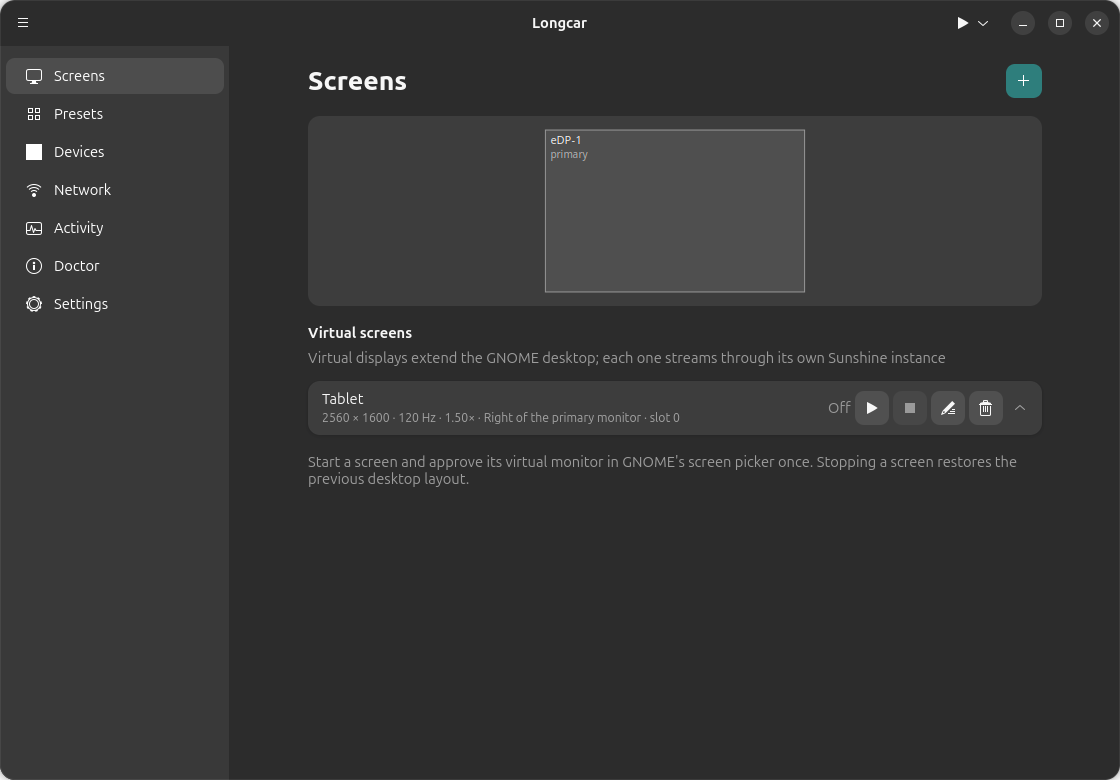 Longcar
Screens
Presets
Devices
Network
Activity
Doctor
Settings
Screens
eDP-1
primary
Virtual screens
Virtual displays extend the GNOME desktop; each one streams through its own Sunshine instance
Tablet
2560 × 1600 · 120 Hz · 1.50× · Right of the primary monitor · slot 0
Off
Start a screen and approve its virtual monitor in GNOME's screen picker once. Stopping a screen restores the
previous desktop layout.